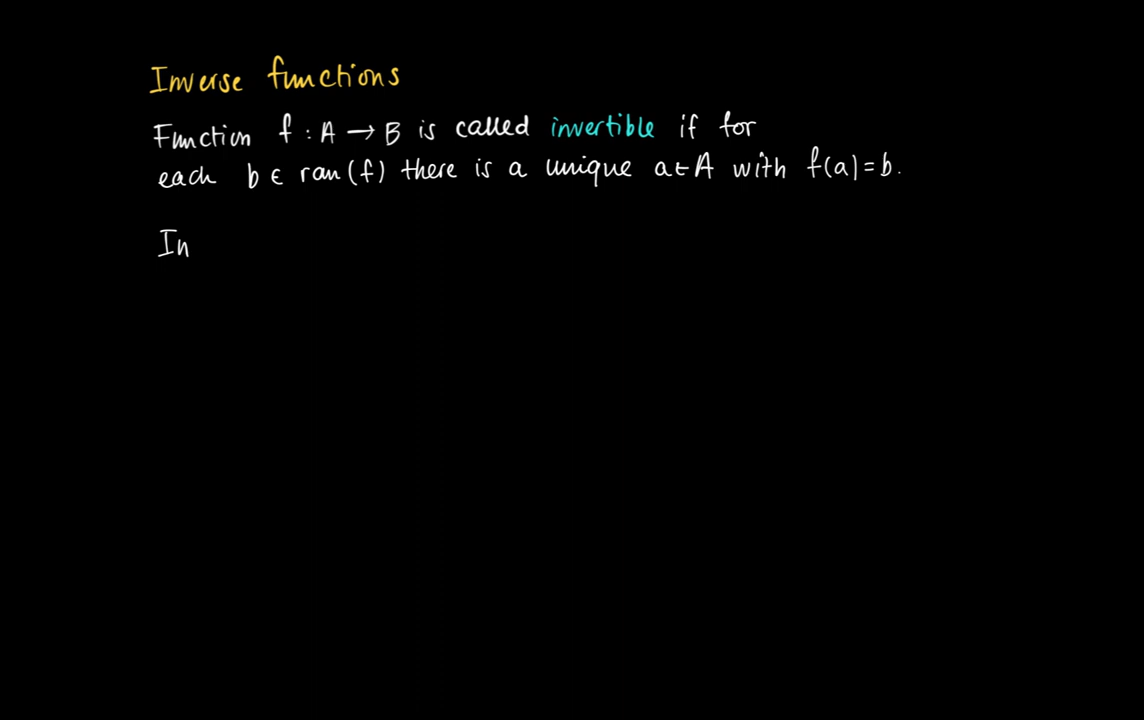 Inverse functions
Function f : A → B is called invertible if for
each b ∈ ran (f) there is a unique a ∈ A with f(a) = b.
In